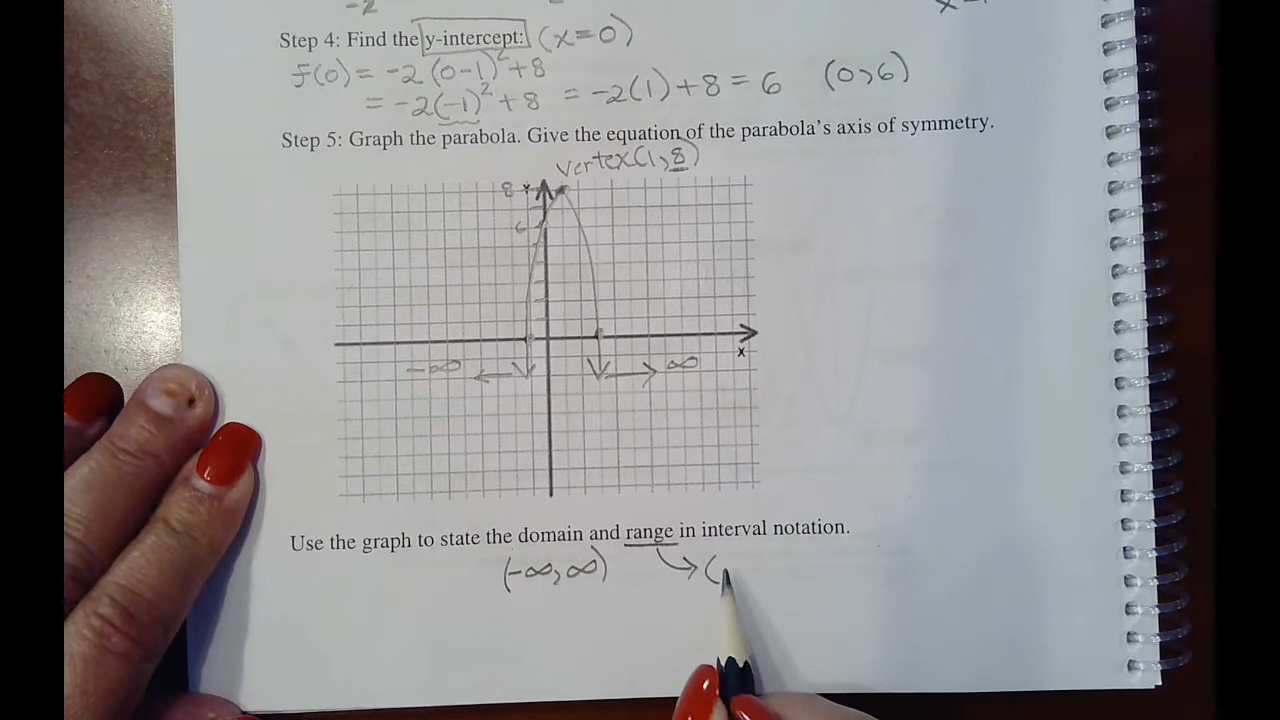 -2
Step 4: Find the y-intercept: (x=0)
f(0) = -2(0-1)²+8
= -2(-1)²+8 = -2(1)+8 = 6 (0,6)
Step 5: Graph the parabola. Give the equation of the parabola's axis of symmetry.
Vertex(1,8)
8 Y
6
x
-∞ ∞
Use the graph to state the domain and range in interval notation.
(-∞,∞) (